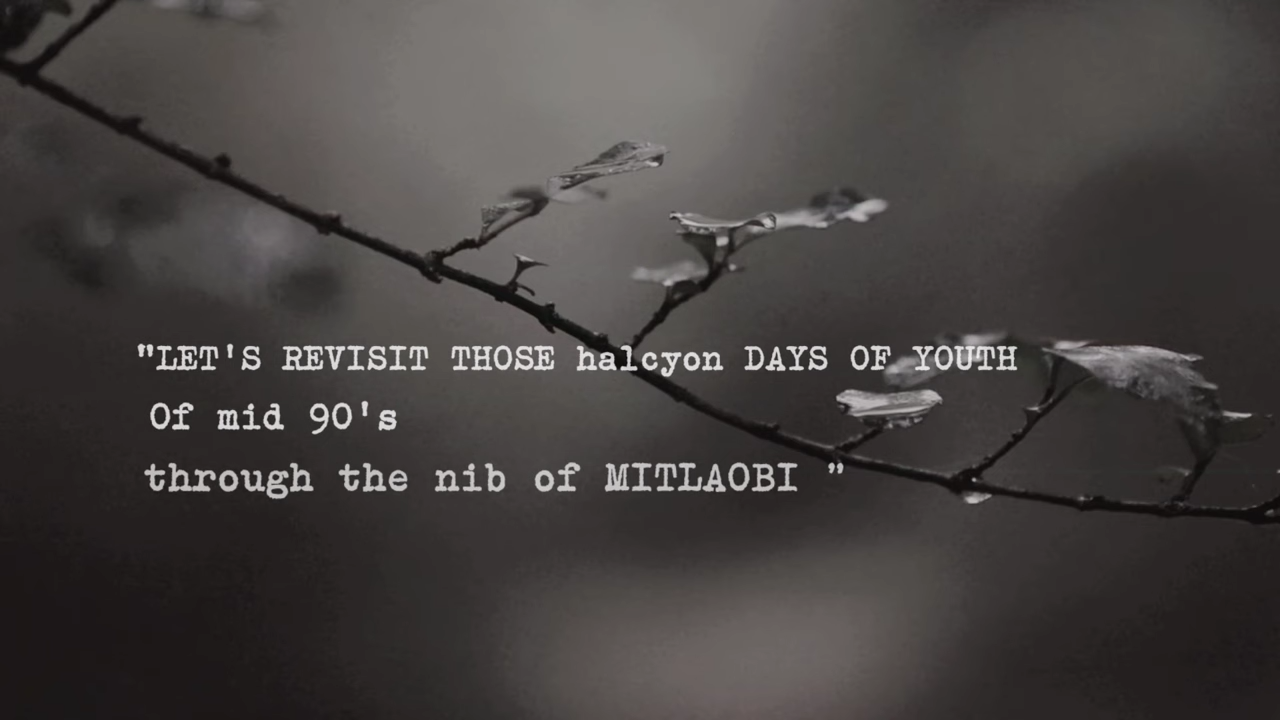 "LET'S REVISIT THOSE halcyon DAYS OF YOUTH
Of mid 90's
through the nib of MITLAOBI ”